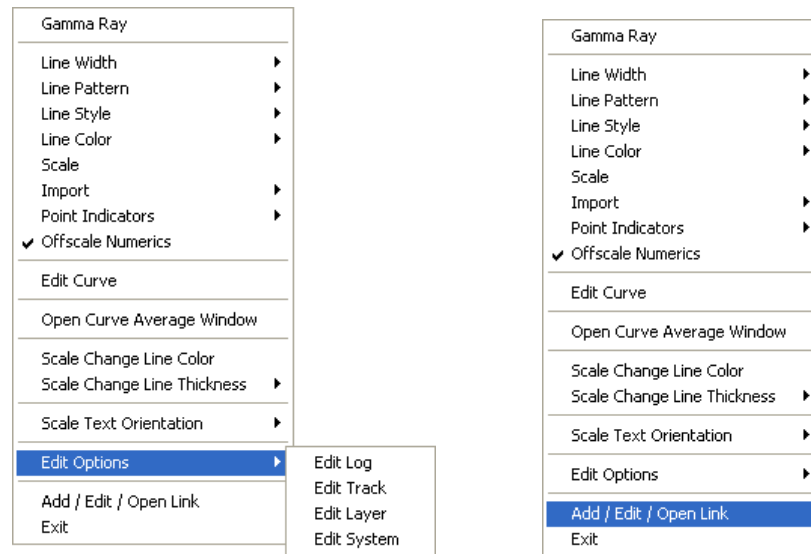 Gamma Ray
Line Width
Line Pattern
Line Style
Line Color
Scale
Import
Point Indicators
Offscale Numerics
Edit Curve
Open Curve Average Window
Scale Change Line Color
Scale Change Line Thickness
Scale Text Orientation
Edit Options
Add / Edit / Open Link
Exit
Edit Log
Edit Track
Edit Layer
Edit System
Gamma Ray
Line Width
Line Pattern
Line Style
Line Color
Scale
Import
Point Indicators
Offscale Numerics
Edit Curve
Open Curve Average Window
Scale Change Line Color
Scale Change Line Thickness
Scale Text Orientation
Edit Options
Add / Edit / Open Link
Exit